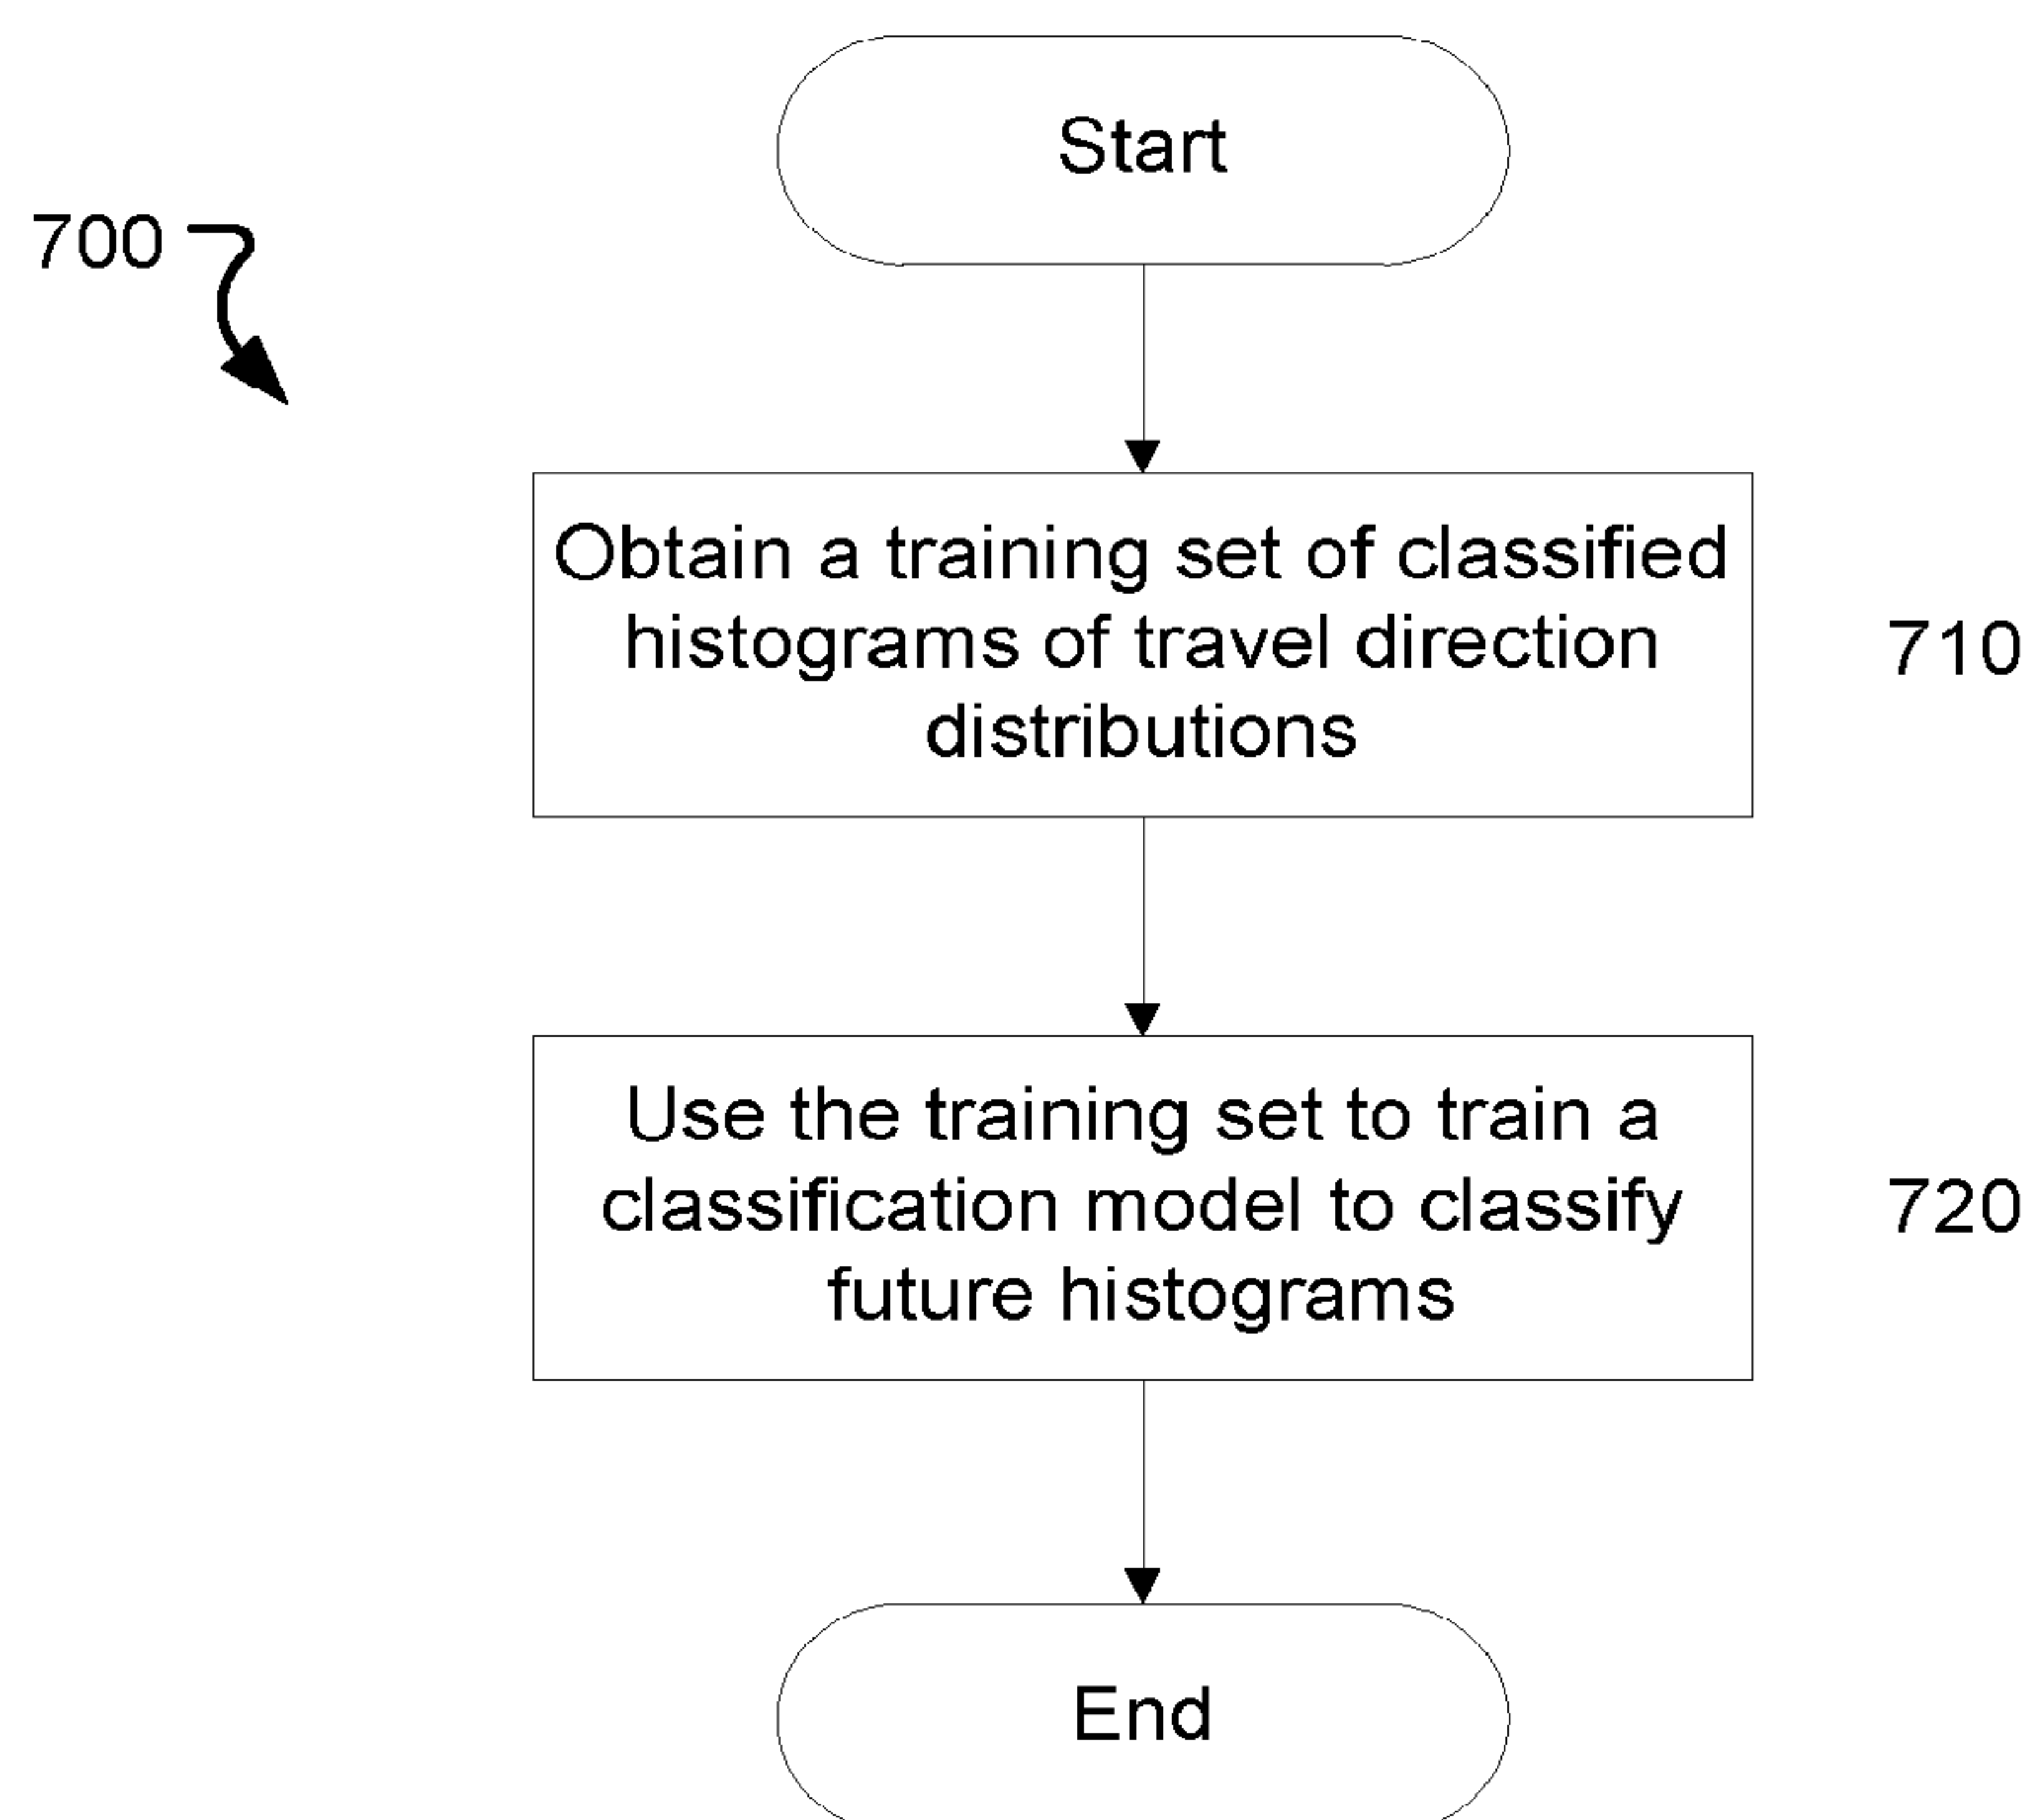 Start
700
Obtain a training set of classified
histograms of travel direction
distributions
710
Use the training set to train a
classification model to classify
future histograms
720
End